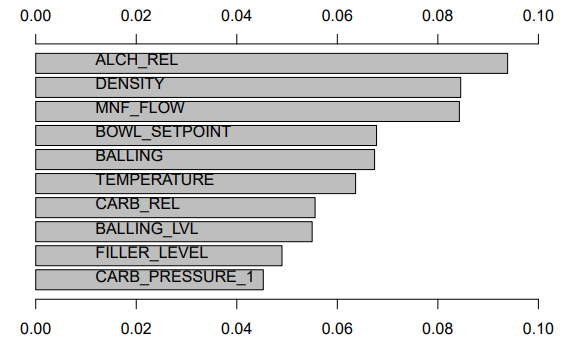 0.00 0.02 0.04 0.06 0.08 0.10
ALCH_REL
DENSITY
MNF_FLOW
BOWL_SETPOINT
BALLING
TEMPERATURE
CARB_REL
BALLING_LVL
FILLER_LEVEL
CARB_PRESSURE_1
0.00 0.02 0.04 0.06 0.08 0.10